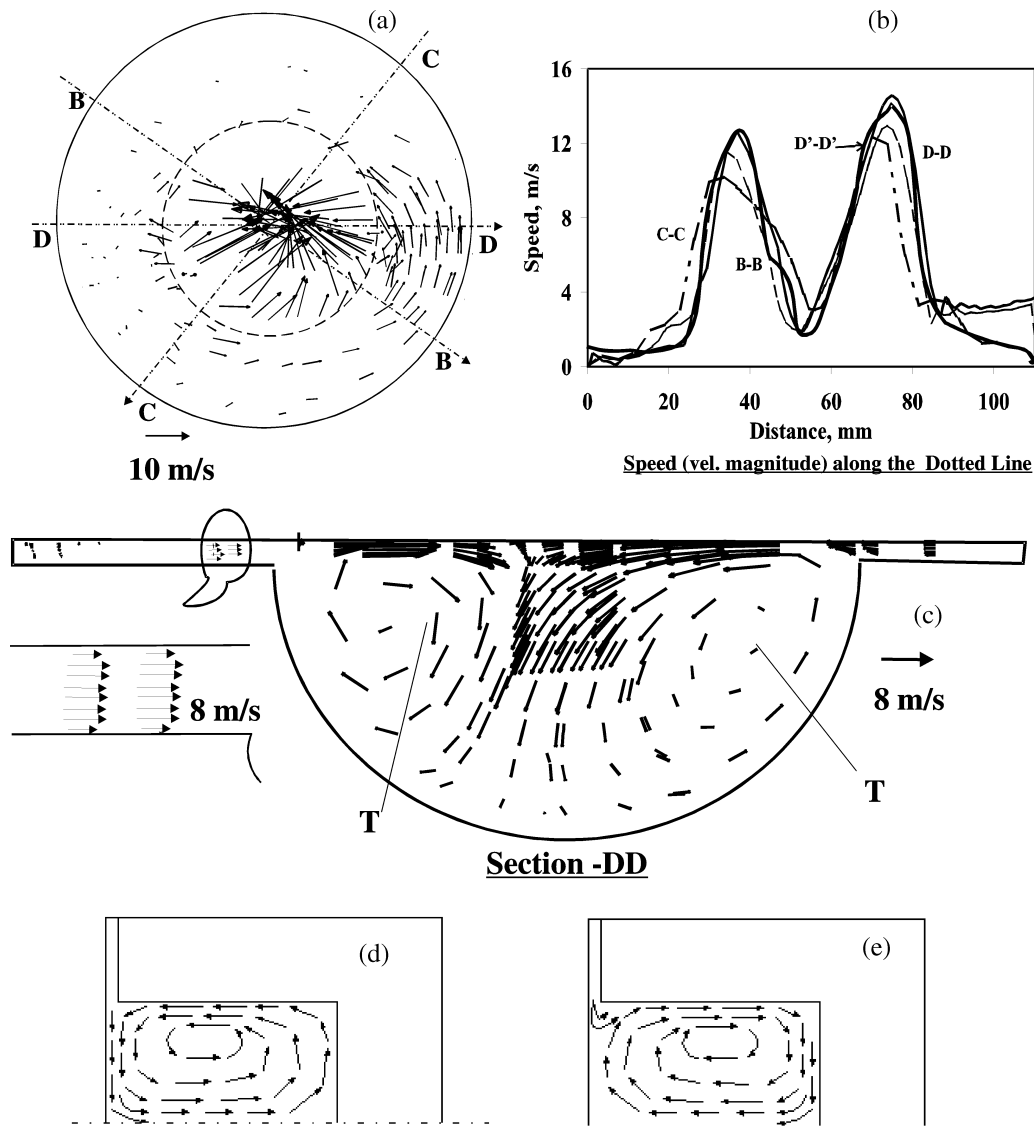 (a)
C
B
D
D
B
C
10 m/s
(b)
16
12
8
4
0
Speed, m/s
D'-D'
D-D
C-C
B-B
0 20 40 60 80 100
Distance, mm
Speed (vel. magnitude) along the Dotted Line
(c)
8 m/s
8 m/s
T
T
Section -DD
(d)
(e)